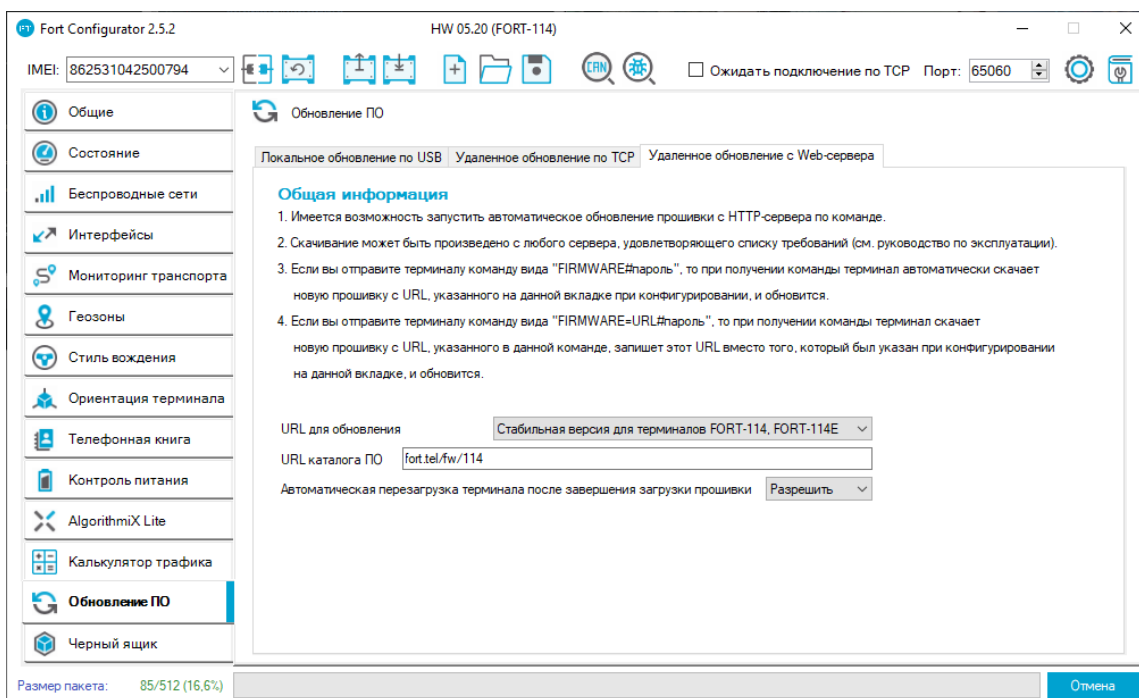 FT Fort Configurator 2.5.2 HW 05.20 (FORT-114)
IMEI: 862531042500794 CAN Ожидать подключение по TCP Порт: 65060
Общие
Состояние
Беспроводные сети
Интерфейсы
Мониторинг транспорта
Геозоны
Стиль вождения
Ориентация терминала
Телефонная книга
Контроль питания
AlgorithmiX Lite
Калькулятор трафика
Обновление ПО
Черный ящик
Обновление ПО
Локальное обновление по USB Удаленное обновление по TCP Удаленное обновление с Web-сервера
Общая информация
1. Имеется возможность запустить автоматическое обновление прошивки с HTTP-сервера по команде.
2. Скачивание может быть произведено с любого сервера, удовлетворяющего списку требований (см. руководство по эксплуатации).
3. Если вы отправите терминалу команду вида "FIRMWARE#пароль", то при получении команды терминал автоматически скачает
новую прошивку с URL, указанного на данной вкладке при конфигурировании, и обновится.
4. Если вы отправите терминалу команду вида "FIRMWARE=URL#пароль", то при получении команды терминал скачает
новую прошивку с URL, указанного в данной команде, запишет этот URL вместо того, который был указан при конфигурировании
на данной вкладке, и обновится.
URL для обновления Стабильная версия для терминалов FORT-114, FORT-114E
URL каталога ПО fort.tel/fw/114
Автоматическая перезагрузка терминала после завершения загрузки прошивки Разрешить
Размер пакета: 85/512 (16,6%) Отмена